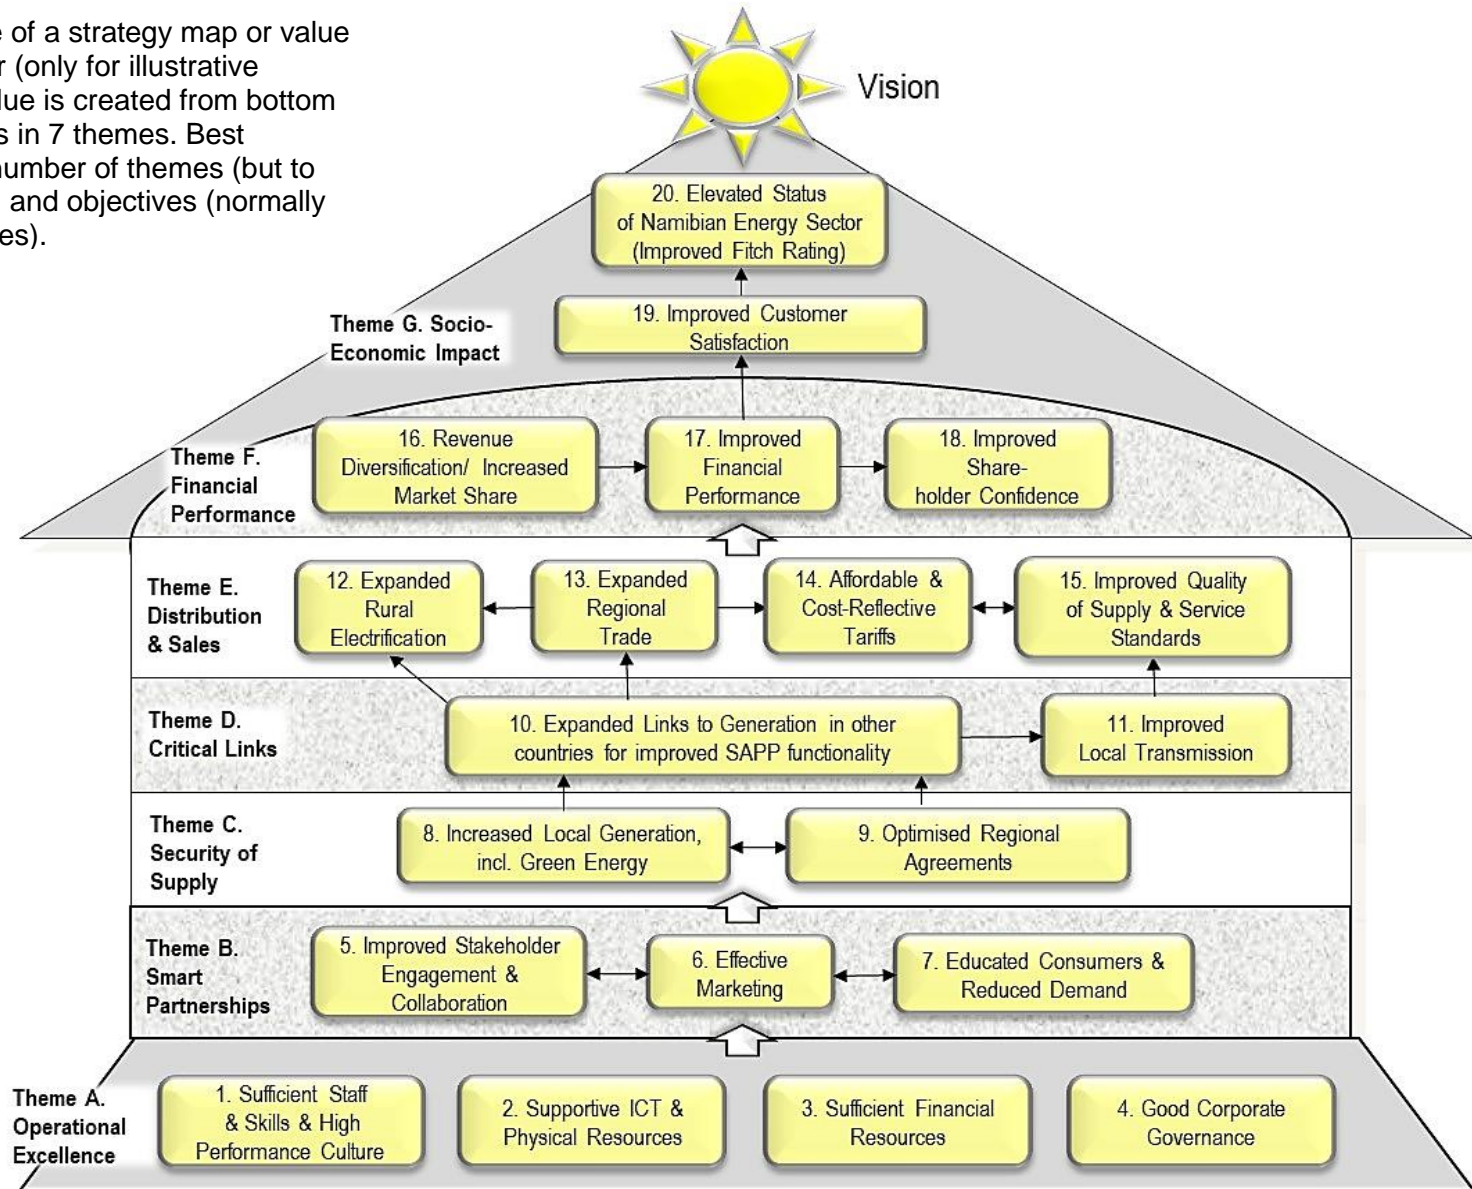 e of a strategy map or value
r (only for illustrative
lue is created from bottom
s in 7 themes. Best
number of themes (but to
and objectives (normally
es).
Vision
20. Elevated Status
of Namibian Energy Sector
(Improved Fitch Rating)
19. Improved Customer
Satisfaction
Theme G. Socio-
Economic Impact
Theme F.
Financial
Performance
16. Revenue
Diversification/ Increased
Market Share
17. Improved
Financial
Performance
18. Improved
Share-
holder Confidence
Theme E.
Distribution
& Sales
12. Expanded
Rural
Electrification
13. Expanded
Regional
Trade
14. Affordable &
Cost-Reflective
Tariffs
15. Improved Quality
of Supply & Service
Standards
Theme D.
Critical Links
10. Expanded Links to Generation in other
countries for improved SAPP functionality
11. Improved
Local Transmission
Theme C.
Security of
Supply
8. Increased Local Generation,
incl. Green Energy
9. Optimised Regional
Agreements
Theme B.
Smart
Partnerships
5. Improved Stakeholder
Engagement &
Collaboration
6. Effective
Marketing
7. Educated Consumers &
Reduced Demand
Theme A.
Operational
Excellence
1. Sufficient Staff
& Skills & High
Performance Culture
2. Supportive ICT &
Physical Resources
3. Sufficient Financial
Resources
4. Good Corporate
Governance